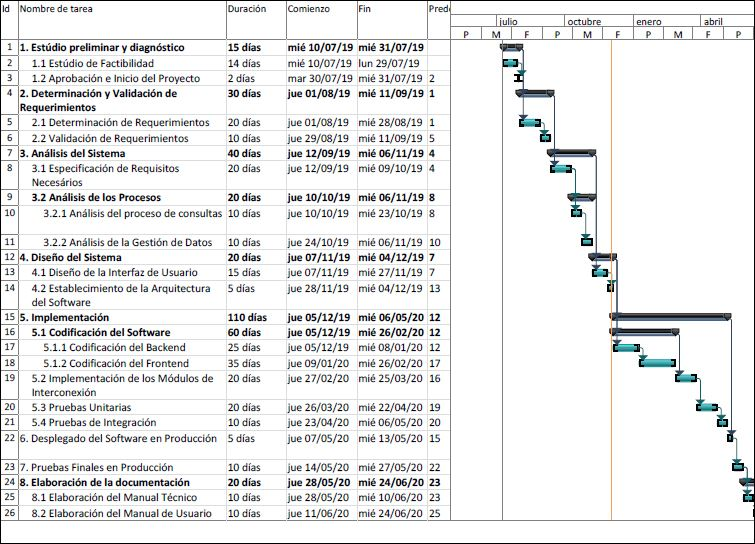 Id Nombre de tarea Duración Comienzo Fin Prede
julio octubre enero abril
P M F P M F P M F P
1 1. Estúdio preliminar y diagnóstico 15 días mié 10/07/19 mié 31/07/19
2 1.1 Estúdio de Factibilidad 14 días mié 10/07/19 lun 29/07/19
3 1.2 Aprobación e Inicio del Proyecto 2 días mar 30/07/19 mié 31/07/19 2
4 2. Determinación y Validación de 30 días jue 01/08/19 mié 11/09/19 1
Requerimientos
5 2.1 Determinación de Requerimientos 20 días jue 01/08/19 mié 28/08/19 1
6 2.2 Validación de Requerimientos 10 días jue 29/08/19 mié 11/09/19 5
7 3. Análisis del Sistema 40 días jue 12/09/19 mié 06/11/19 4
8 3.1 Especificación de Requisitos 20 días jue 12/09/19 mié 09/10/19 4
Necesários
9 3.2 Análisis de los Procesos 20 días jue 10/10/19 mié 06/11/19 8
10 3.2.1 Análisis del proceso de consultas 10 días jue 10/10/19 mié 23/10/19 8
11 3.2.2 Análisis de la Gestión de Datos 10 días jue 24/10/19 mié 06/11/19 10
12 4. Diseño del Sistema 20 días jue 07/11/19 mié 04/12/19 7
13 4.1 Diseño de la Interfaz de Usuario 15 días jue 07/11/19 mié 27/11/19 7
14 4.2 Establecimiento de la Arquitectura 5 días jue 28/11/19 mié 04/12/19 13
del Software
15 5. Implementación 110 días jue 05/12/19 mié 06/05/20 12
16 5.1 Codificación del Software 60 días jue 05/12/19 mié 26/02/20 12
17 5.1.1 Codificación del Backend 25 días jue 05/12/19 mié 08/01/20 12
18 5.1.2 Codificación del Frontend 35 días jue 09/01/20 mié 26/02/20 17
19 5.2 Implementación de los Módulos de 20 días jue 27/02/20 mié 25/03/20 16
Interconexión
20 5.3 Pruebas Unitarias 20 días jue 26/03/20 mié 22/04/20 19
21 5.4 Pruebas de Integración 10 días jue 23/04/20 mié 06/05/20 20
22 6. Desplegado del Software en Producción 5 días jue 07/05/20 mié 13/05/20 15
23 7. Pruebas Finales en Producción 10 días jue 14/05/20 mié 27/05/20 22
24 8. Elaboración de la documentación 20 días jue 28/05/20 mié 24/06/20 23
25 8.1 Elaboración del Manual Técnico 10 días jue 28/05/20 mié 10/06/20 23
26 8.2 Elaboración del Manual de Usuario 10 días jue 11/06/20 mié 24/06/20 25